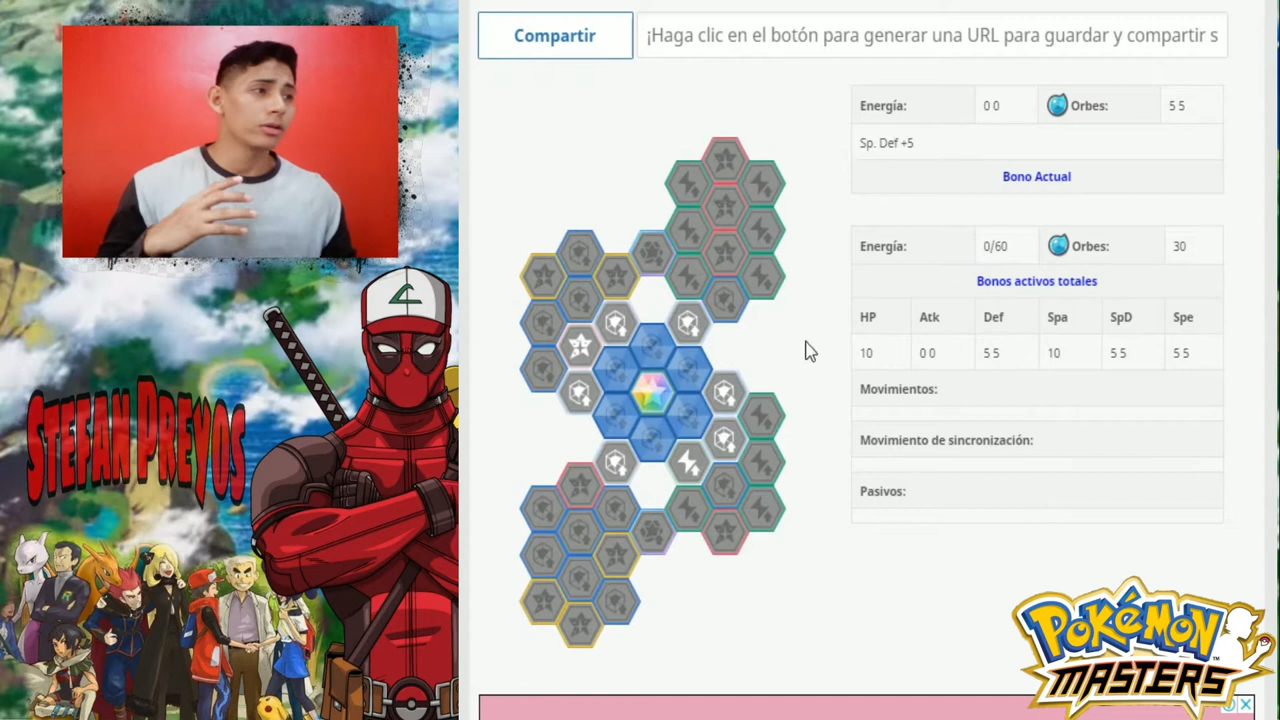 Compartir
¡Haga clic en el botón para generar una URL para guardar y compartir s
Energía: 0 0 Orbes: 5 5
Sp. Def +5
Bono Actual
Energía: 0/60 Orbes: 30
Bonos activos totales
HP Atk Def Spa SpD Spe
10 0 0 5 5 10 5 5 5 5
Movimientos:
Movimiento de sincronización:
Pasivos:
STEFAN PREYOS
POKéMON
MASTERS